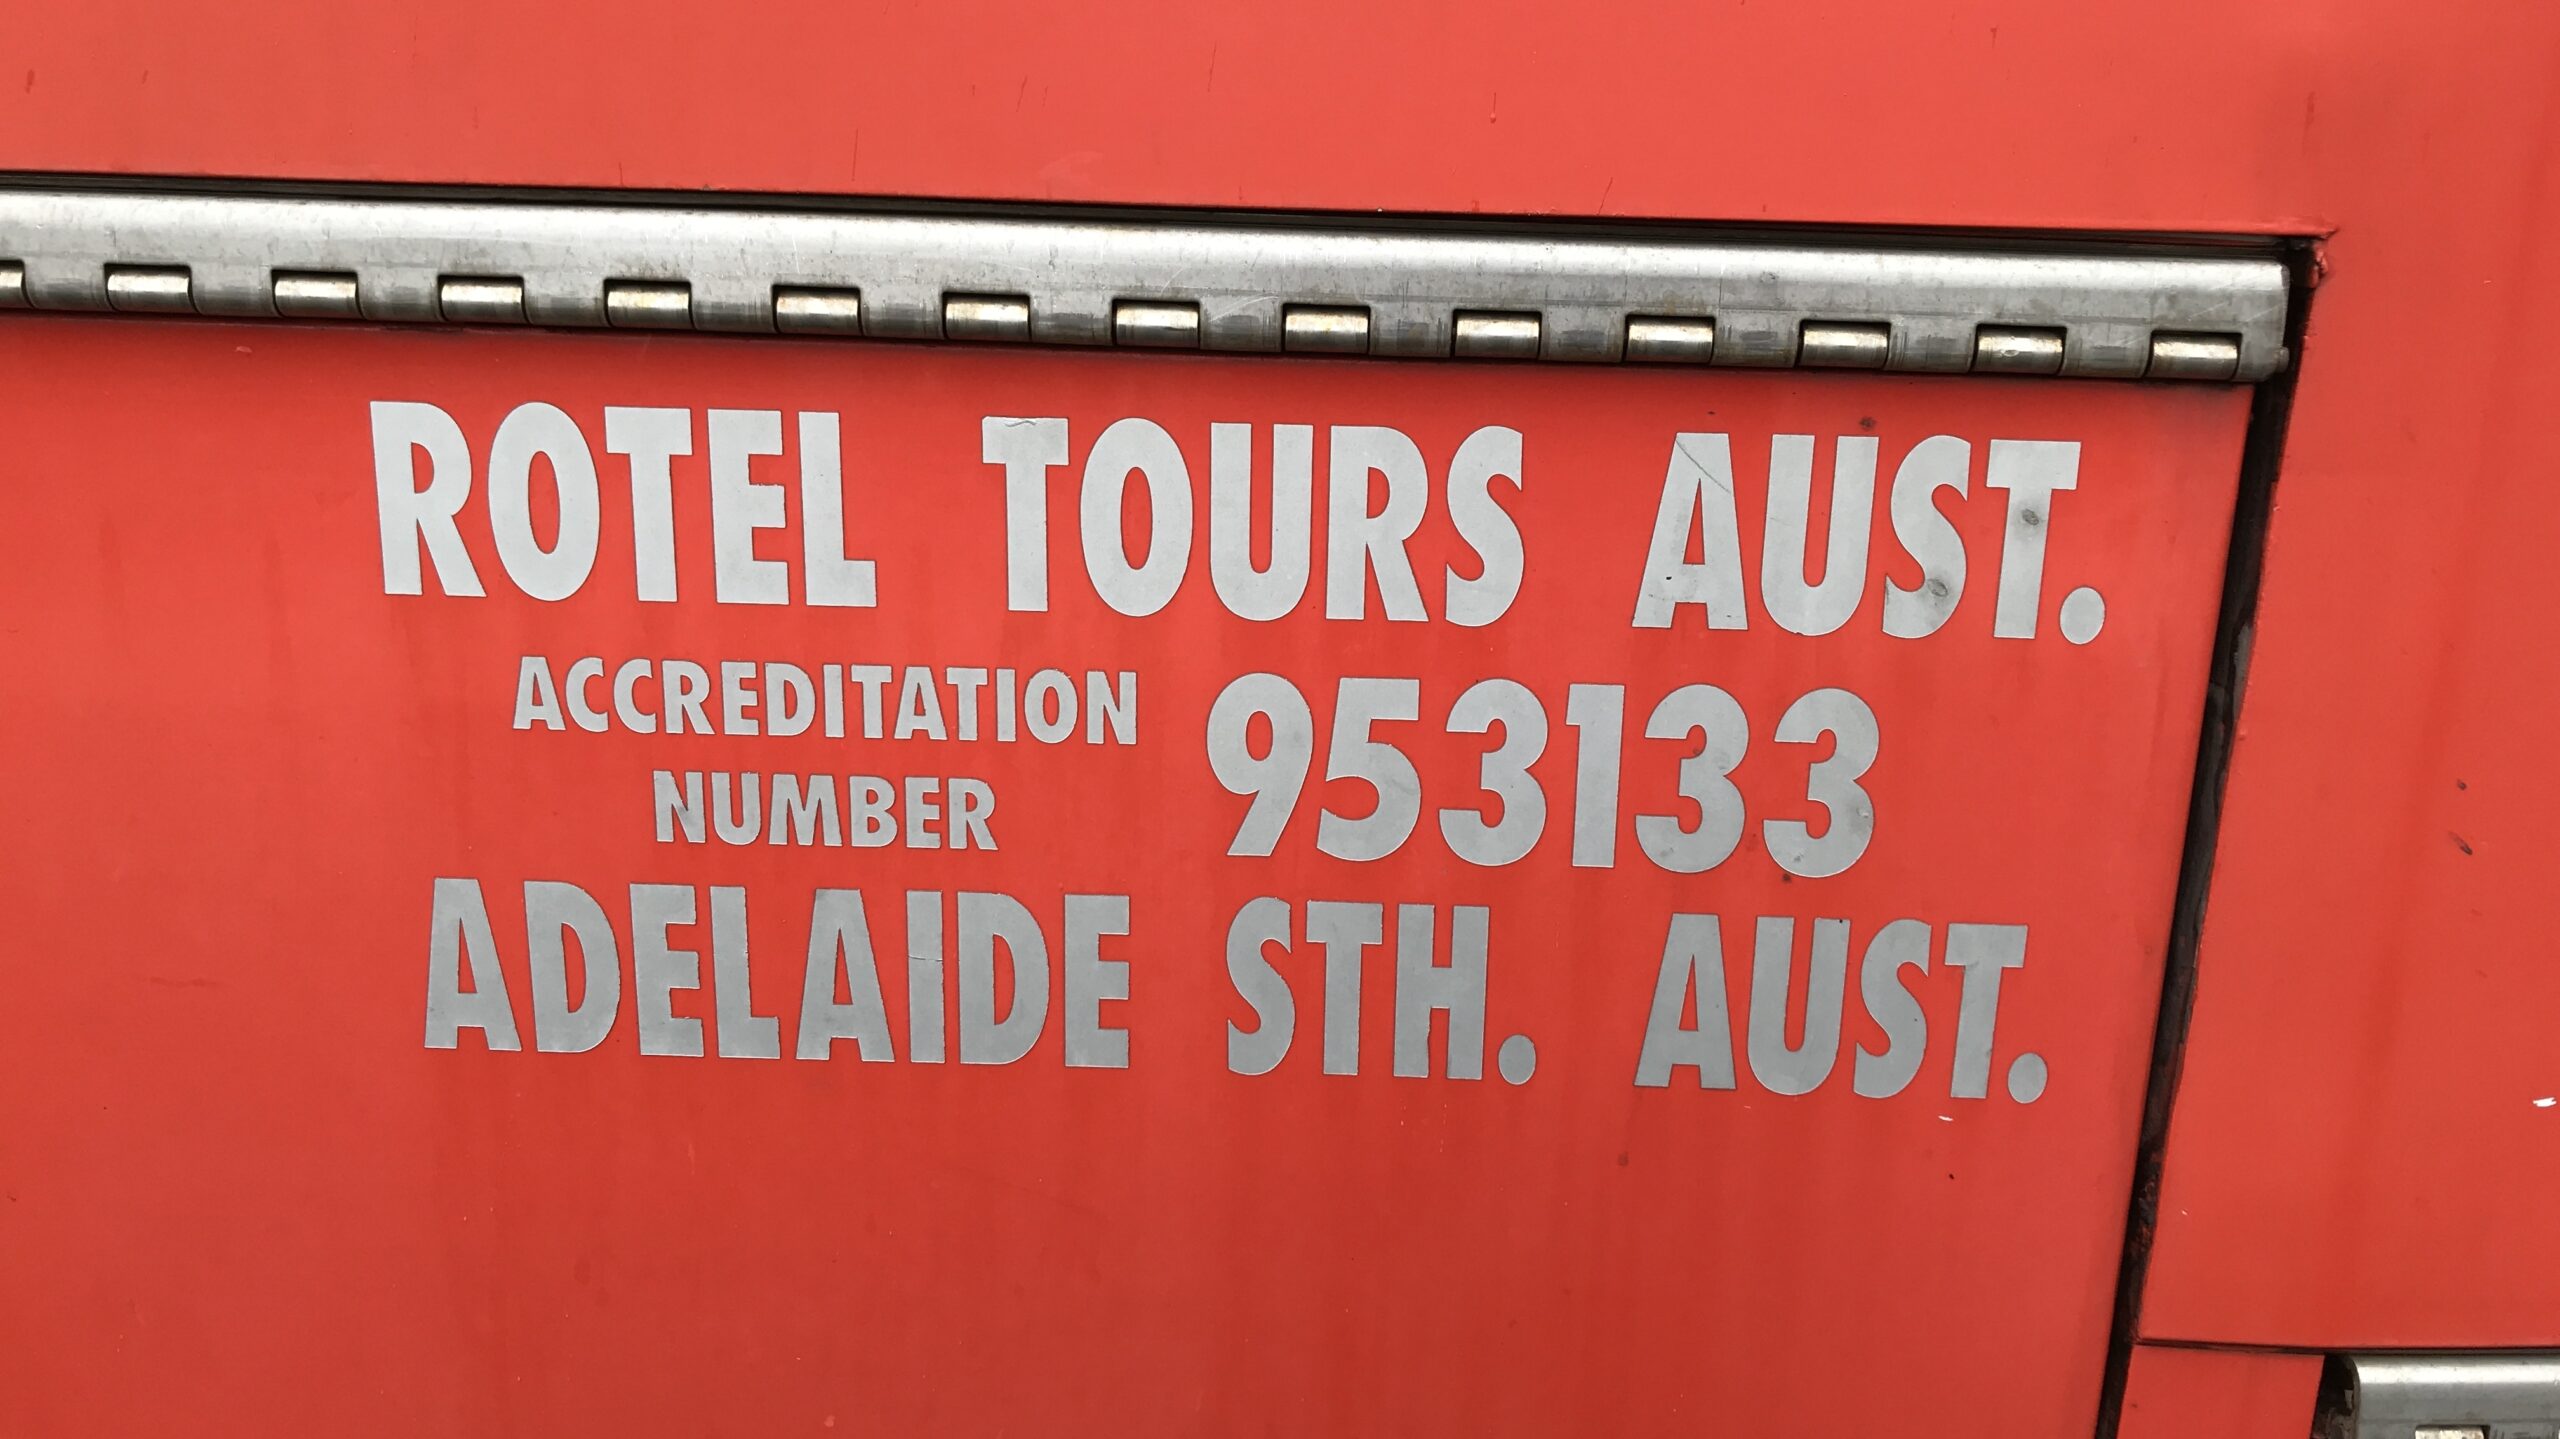 ROTEL TOURS AUST.
ACCREDITATION NUMBER 953133
ADELAIDE STH. AUST.